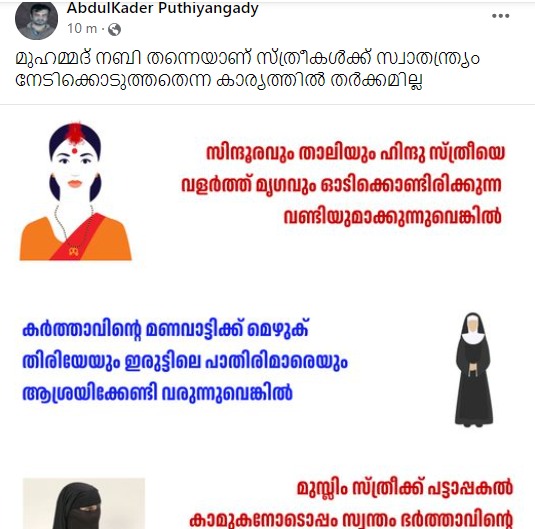 AbdulKader Puthiyangady
10 m ·
മുഹമ്മദ് നബി തന്നെയാണ് സ്ത്രീകൾക്ക് സ്വാതന്ത്ര്യം
നേടിക്കൊടുത്തതെന്ന കാര്യത്തിൽ തർക്കമില്ല
സിന്ദൂരവും താലിയും ഹിന്ദു സ്ത്രീയെ
വളർത്ത് മൃഗവും ഓടിക്കൊണ്ടിരിക്കുന്ന
വണ്ടിയുമാക്കുന്നുവെങ്കിൽ
കർത്താവിന്റെ മണവാട്ടിക്ക് മെഴുക്
തിരിയേയും ഇരുട്ടിലെ പാതിരിമാരെയും
ആശ്രയിക്കേണ്ടി വരുന്നുവെങ്കിൽ
മുസ്ലിം സ്ത്രീക്ക് പട്ടാപ്പകൽ
കാമുകനോടൊപ്പം സ്വന്തം ഭർത്താവിന്റെ